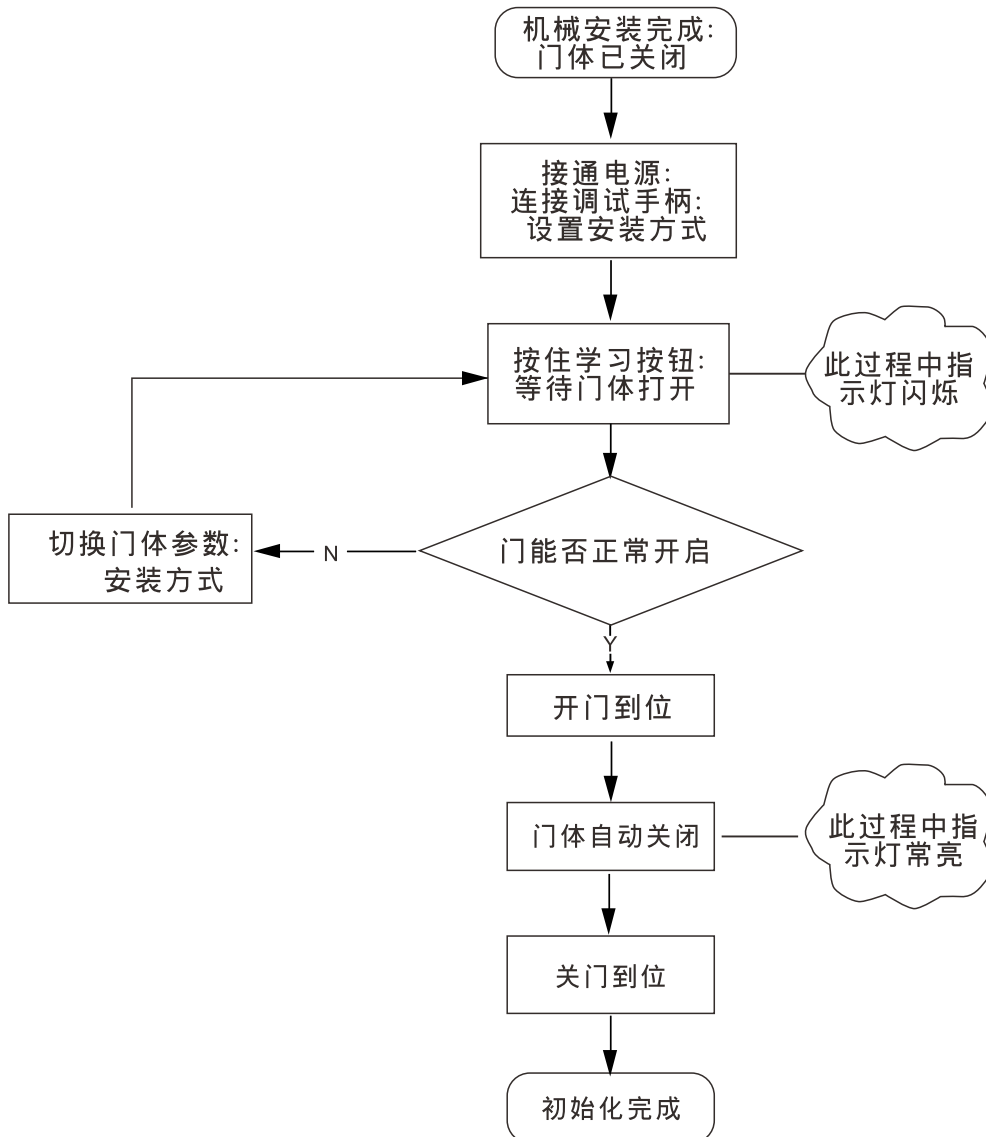 机械安装完成:
门体已关闭
接通电源:
连接调试手柄:
设置安装方式
按住学习按钮:
等待门体打开
此过程中指
示灯闪烁
门能否正常开启
N
切换门体参数:
安装方式
Y
开门到位
门体自动关闭
此过程中指
示灯常亮
关门到位
初始化完成